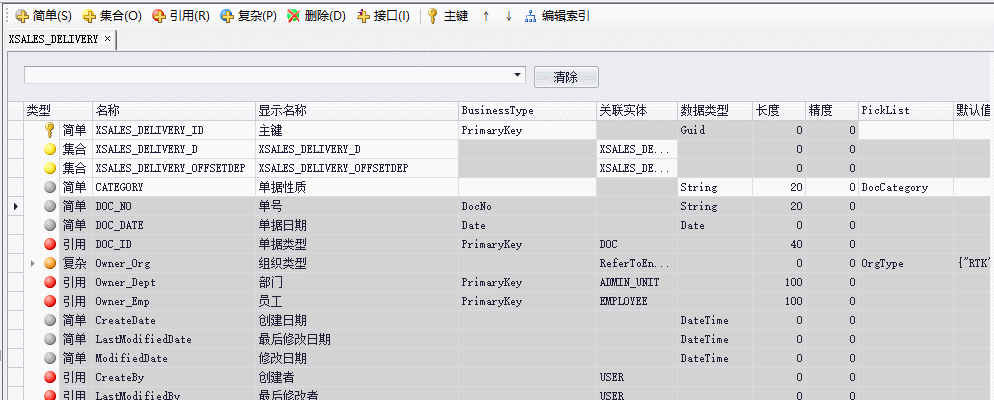 简单(S) 集合(O) 引用(R) 复杂(P) 删除(D) 接口(I) 主键 ↑ ↓ 编辑索引
XSALES_DELIVERY ×
清除
类型 名称 显示名称 BusinessType 关联实体 数据类型 长度 精度 PickList 默认值
简单 XSALES_DELIVERY_ID 主键 PrimaryKey Guid 0 0
集合 XSALES_DELIVERY_D XSALES_DELIVERY_D XSALES_DE... 0 0
集合 XSALES_DELIVERY_OFFSETDEP XSALES_DELIVERY_OFFSETDEP XSALES_DE... 0 0
简单 CATEGORY 单据性质 String 20 0 DocCategory
简单 DOC_NO 单号 DocNo String 20 0
简单 DOC_DATE 单据日期 Date Date 0 0
引用 DOC_ID 单据类型 PrimaryKey DOC 40 0
复杂 Owner_Org 组织类型 ReferToEn... 0 0 OrgType {"RTK"
引用 Owner_Dept 部门 PrimaryKey ADMIN_UNIT 100 0
引用 Owner_Emp 员工 PrimaryKey EMPLOYEE 100 0
简单 CreateDate 创建日期 DateTime 0 0
简单 LastModifiedDate 最后修改日期 DateTime 0 0
简单 ModifiedDate 修改日期 DateTime 0 0
引用 CreateBy 创建者 USER 0 0
引用 LastModifiedBy 最后修改者 USER 0 0